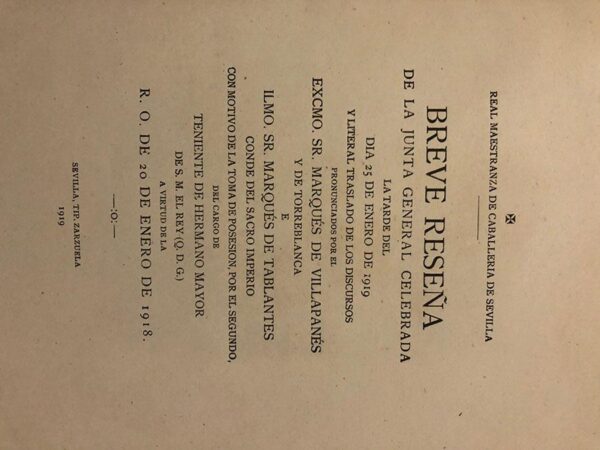 REAL MAESTRANZA DE CABALLERIA DE SEVILLA
BREVE RESEÑA
DE LA JUNTA GENERAL CELEBRADA
LA TARDE DEL
DIA 25 DE ENERO DE 1919
Y LITERAL TRASLADO DE LOS DISCURSOS
PRONUNCIADOS POR EL
EXCMO. SR. MARQUÉS DE VILLAPANÉS
Y DE TORREBLANCA
E
ILMO. SR. MARQUÉS DE TABLANTES
CONDE DEL SACRO IMPERIO
CON MOTIVO DE LA TOMA DE POSESION, POR EL SEGUNDO,
DEL CARGO DE
TENIENTE DE HERMANO MAYOR
DE S. M. EL REY (Q. D. G.)
A VIRTUD DE LA
R. O. DE 20 DE ENERO DE 1918.
—:o:—
SEVILLA, TIP. ZARZUELA
1919